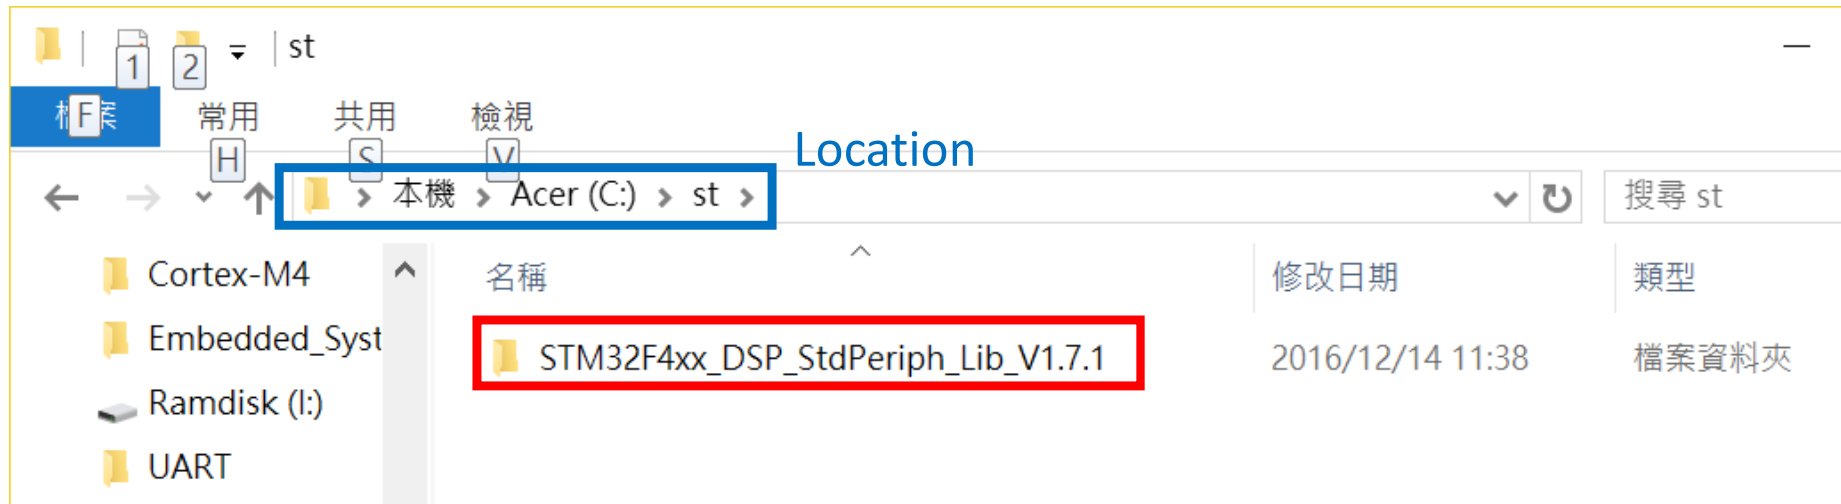 1 2 st
檔案 F 常用 共用 檢視
H S V Location
本機 Acer (C:) st 搜尋 st
Cortex-M4 名稱 修改日期 類型
Embedded_Syst STM32F4xx_DSP_StdPeriph_Lib_V1.7.1 2016/12/14 11:38 檔案資料夾
Ramdisk (I:)
UART